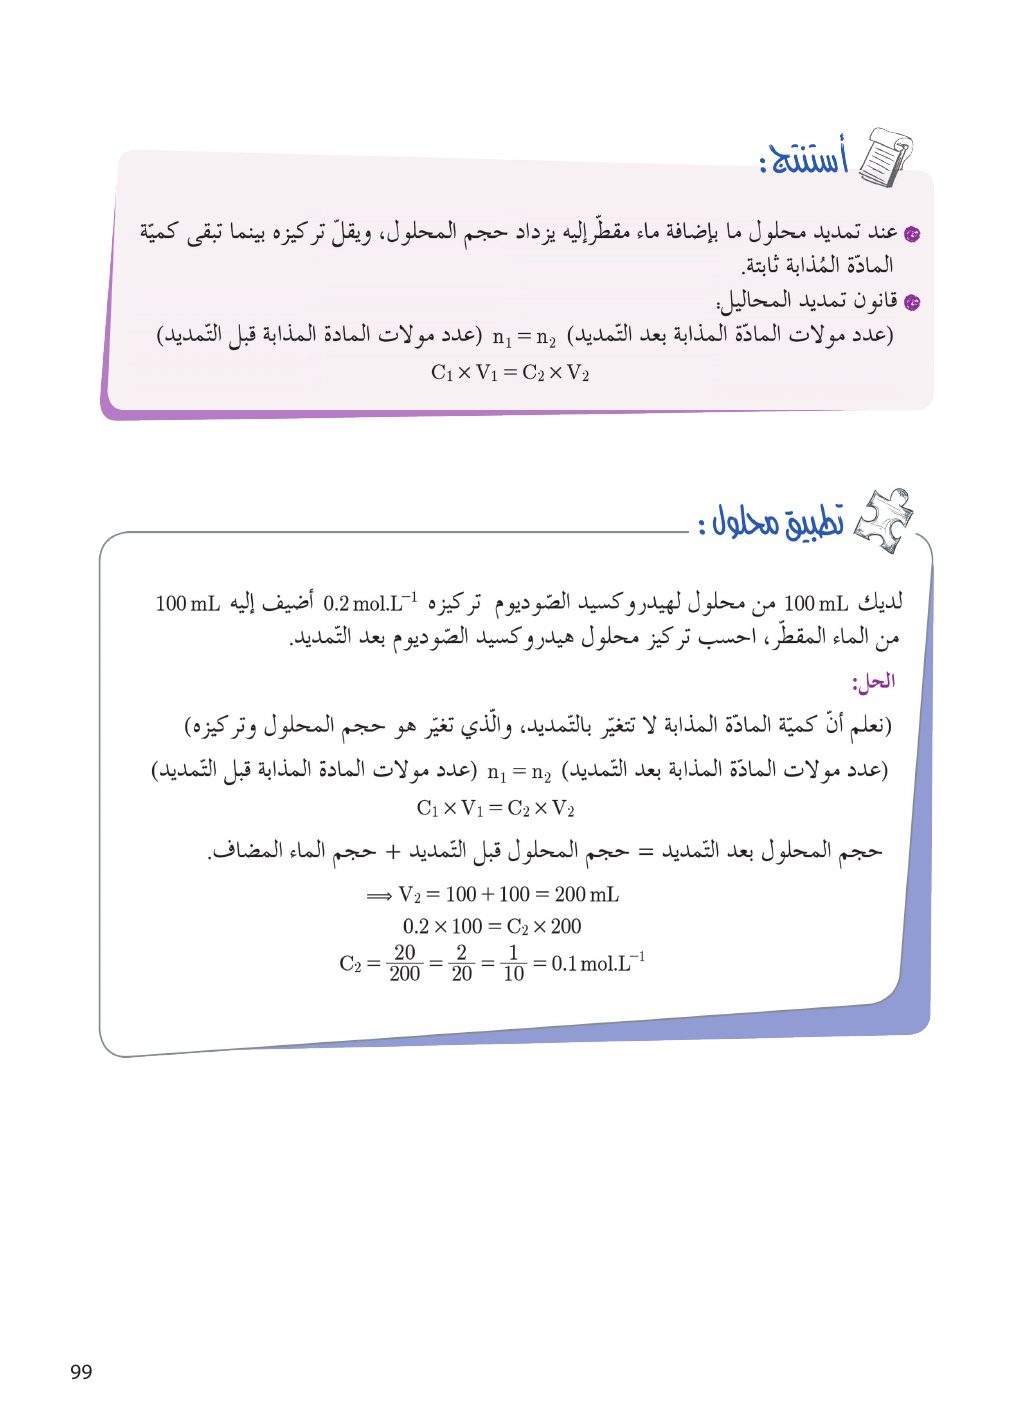 أستنتج:
عند تمديد محلول ما بإضافة ماء مقطّر إليه يزداد حجم المحلول، ويقلّ تركيزه بينما تبقى كميّة
المادّة المُذابة ثابتة.
قانون تمديد المحاليل:
(عدد مولات المادّة المذابة بعد التّمديد) n₁ = n₂ (عدد مولات المادة المذابة قبل التّمديد)
C₁ × V₁ = C₂ × V₂
تطبيق محلول:
لديك 100 mL من محلول لهيدروكسيد الصّوديوم تركيزه 0.2 mol.L⁻¹ أضيف إليه 100 mL
من الماء المقطّر، احسب تركيز محلول هيدروكسيد الصّوديوم بعد التّمديد.
الحل:
(نعلم أنّ كميّة المادّة المذابة لا تتغيّر بالتّمديد، والّذي تغيّر هو حجم المحلول وتركيزه)
(عدد مولات المادّة المذابة بعد التّمديد) n₁ = n₂ (عدد مولات المادة المذابة قبل التّمديد)
C₁ × V₁ = C₂ × V₂
حجم المحلول بعد التّمديد = حجم المحلول قبل التّمديد + حجم الماء المضاف.
⟹ V₂ = 100 + 100 = 200 mL
0.2 × 100 = C₂ × 200
C₂ = 20/200 = 2/20 = 1/10 = 0.1 mol.L⁻¹
99